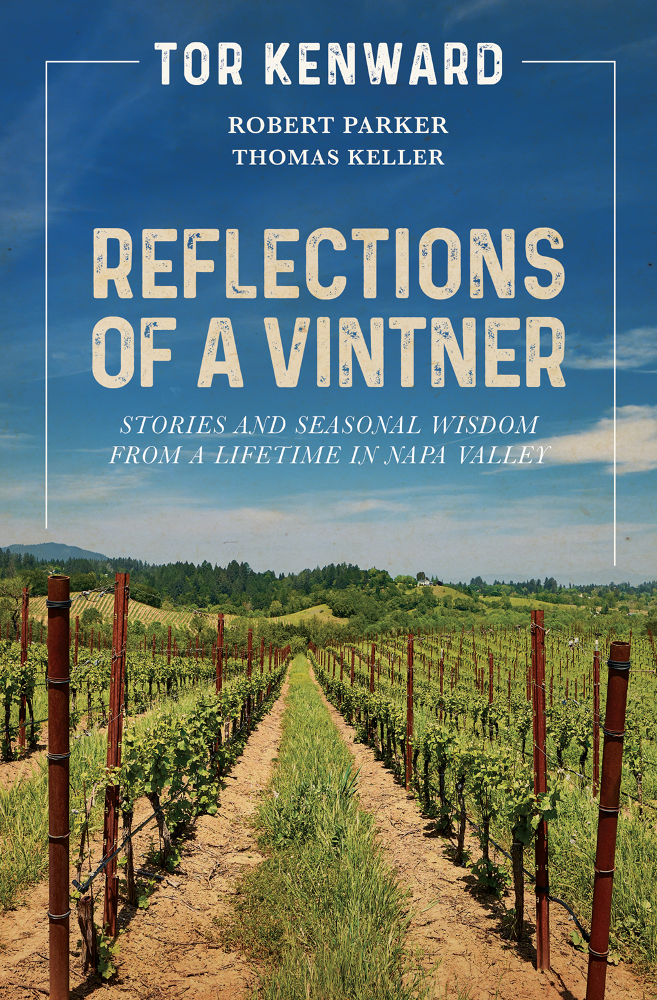 TOR KENWARD
ROBERT PARKER
THOMAS KELLER
REFLECTIONS
OF A VINTNER
STORIES AND SEASONAL WISDOM
FROM A LIFETIME IN NAPA VALLEY